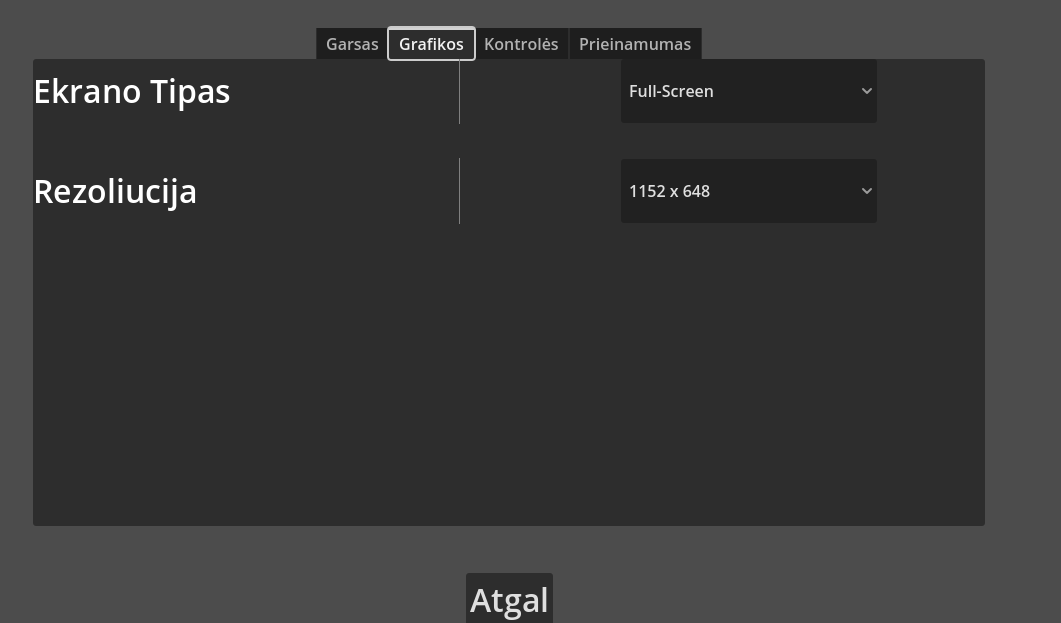 Garsas Grafikos Kontrolės Prieinamumas
Ekrano Tipas Full-Screen
Rezoliucija 1152 x 648
Atgal